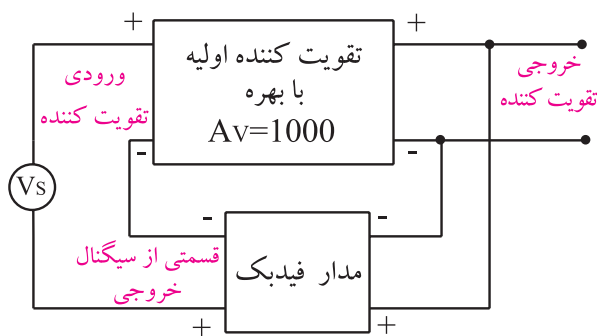 +
+
تقویت کننده اولیه
با بهره
Av=1000
ورودی
تقویت کننده
خروجی
تقویت کننده
-
-
Vs
-
-
قسمتی از سیگنال
خروجی
مدار فیدبک
+
+